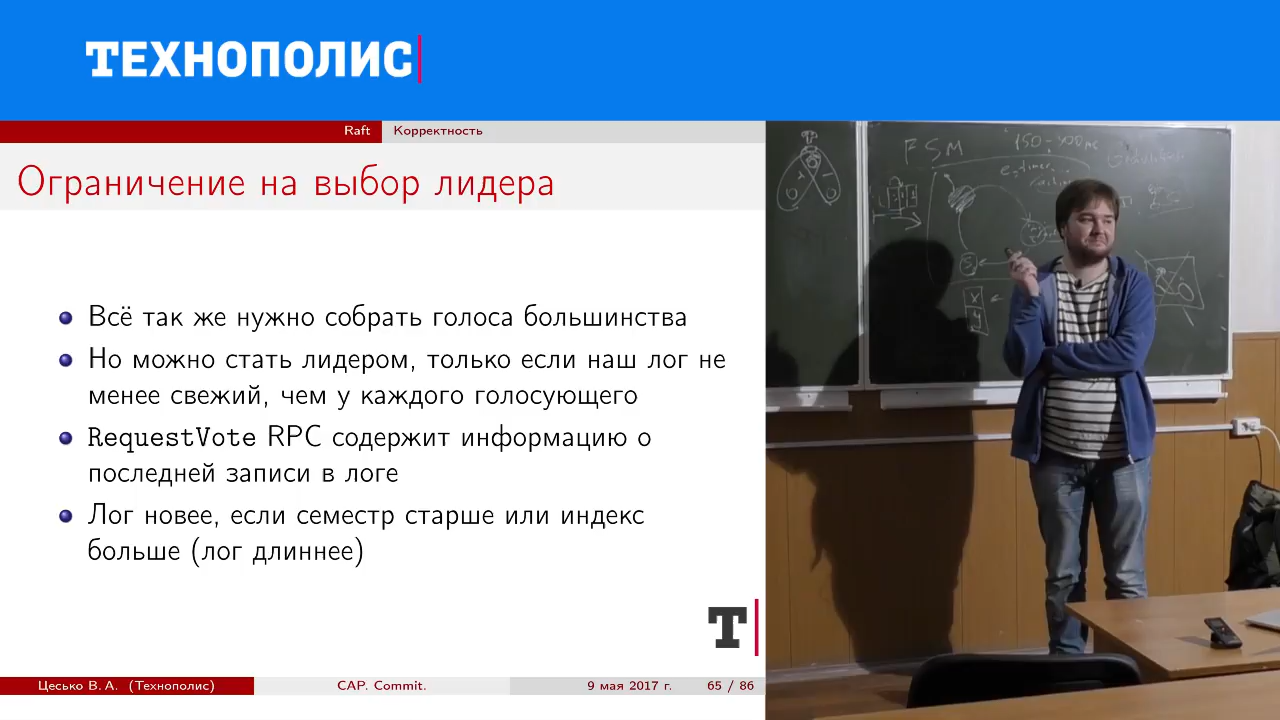 ТЕХНОПОЛИС
Raft Корректность
Ограничение на выбор лидера
Всё так же нужно собрать голоса большинства
Но можно стать лидером, только если наш лог не
менее свежий, чем у каждого голосующего
RequestVote RPC содержит информацию о
последней записи в логе
Лог новее, если семестр старше или индекс
больше (лог длиннее)
Т
Цесько В. А. (Технополис) CAP. Commit. 9 мая 2017 г. 65 / 86
FSM